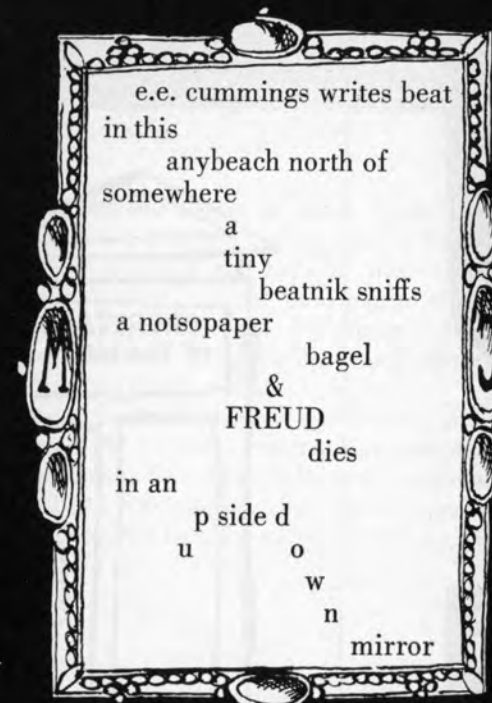 e.e. cummings writes beat
in this
anybeach north of
somewhere
a
tiny
beatnik sniffs
a notsopaper
bagel
&
FREUD
dies
in an
p side d
u o
w
n
mirror
M
J